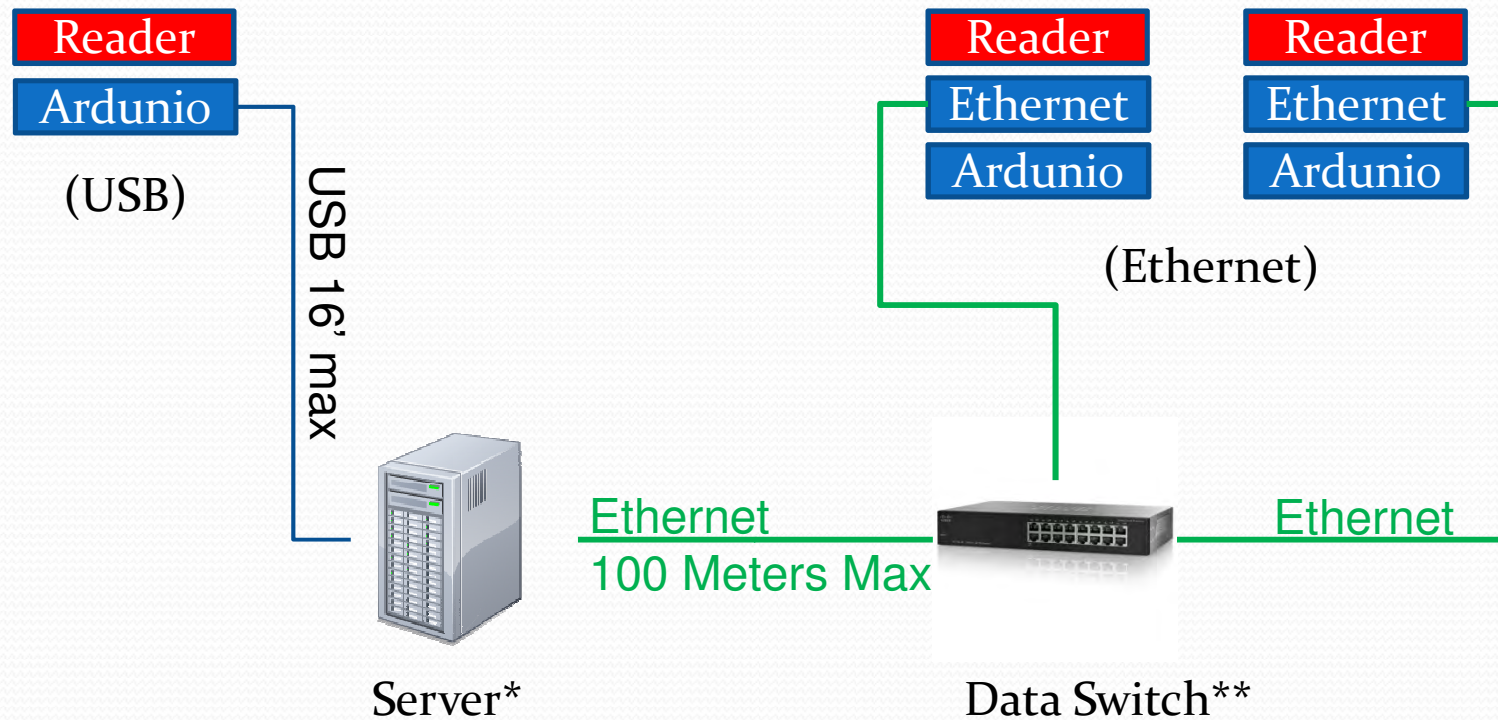 Reader
Ardunio
(USB)
USB 16' max
Reader
Ethernet
Ardunio
Reader
Ethernet
Ardunio
(Ethernet)
Ethernet
100 Meters Max
Ethernet
Server*
Data Switch**